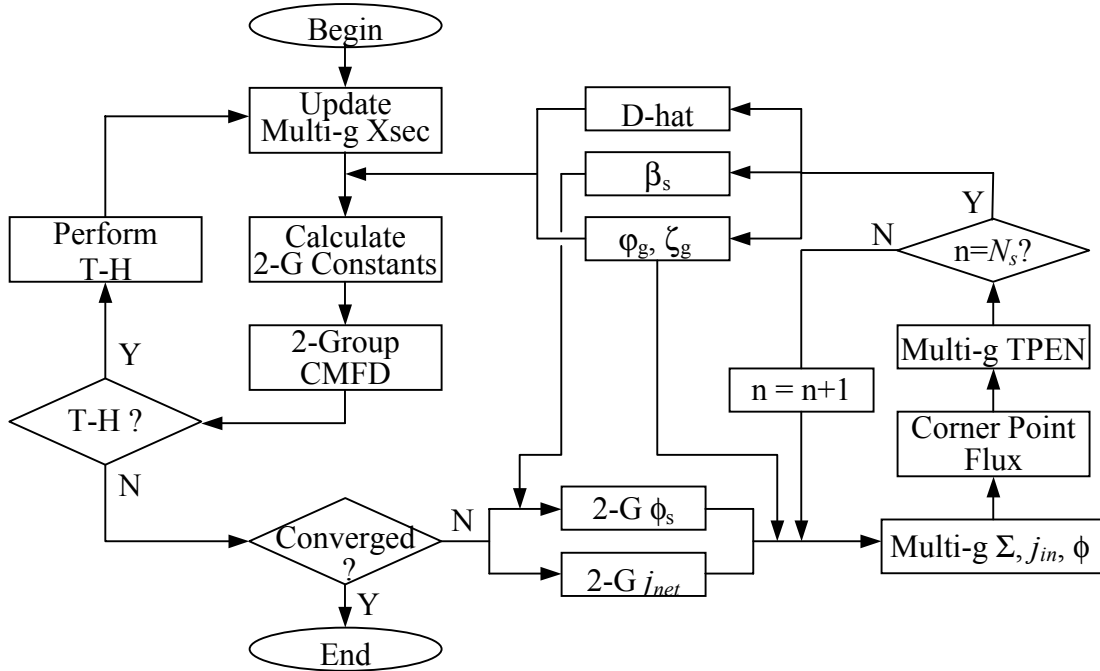 Begin
Update
Multi-g Xsec
D-hat
βs
φg, ζg
Perform
T-H
Calculate
2-G Constants
Y
N
n=Ns?
2-Group
CMFD
Y
T-H ?
N
n = n+1
Multi-g TPEN
Corner Point
Flux
Converged
?
N
Y
2-G ϕs
2-G jnet
Multi-g Σ, jin, ϕ
End